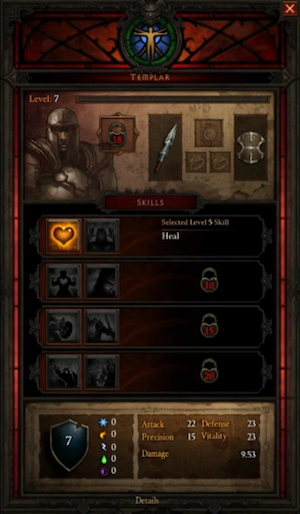 Templar
Level: 7
18
Skills
Selected Level 5 Skill
Heal
10
15
20
7
0
0
0
0
0
Attack 22 Defense 23
Precision 15 Vitality 23
Damage 9.53
Details